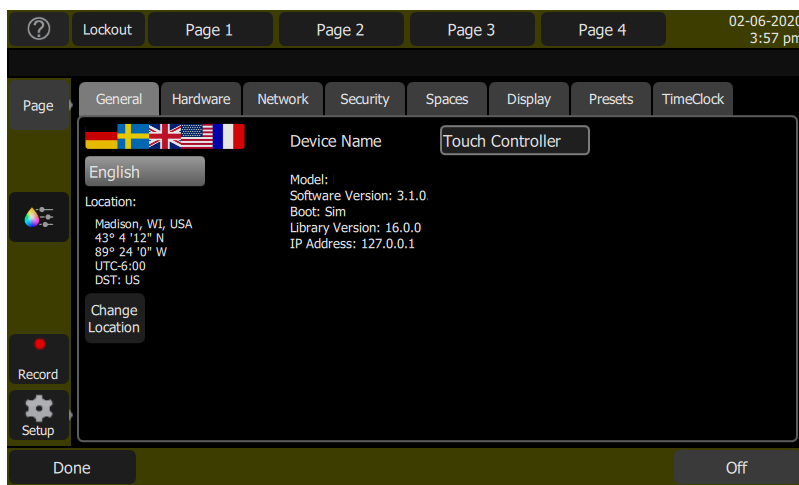 Lockout Page 1 Page 2 Page 3 Page 4 02-06-2020
3:57 pm
Page General Hardware Network Security Spaces Display Presets TimeClock
Device Name Touch Controller
English
Model:
Location: Software Version: 3.1.0.
Boot: Sim
Madison, WI, USA Library Version: 16.0.0
43° 4 '12" N IP Address: 127.0.0.1
89° 24 '0" W
UTC-6:00
DST: US
Change
Location
Record
Setup
Done Off